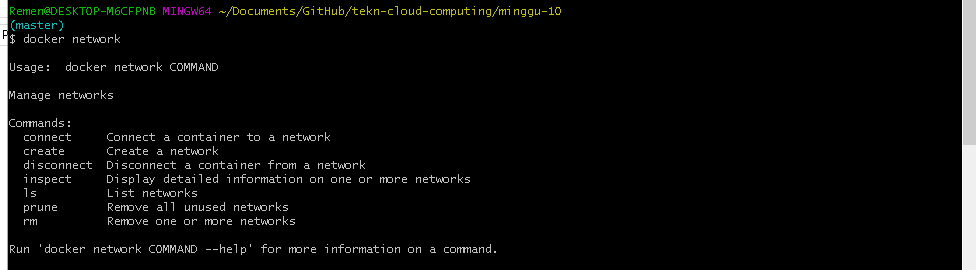 Remen@DESKTOP-M6CFPNB MINGW64 ~/Documents/GitHub/tekn-cloud-computing/minggu-10
(master)
$ docker network
Usage:  docker network COMMAND
Manage networks
Commands:
  connect     Connect a container to a network
  create      Create a network
  disconnect  Disconnect a container from a network
  inspect     Display detailed information on one or more networks
  ls          List networks
  prune       Remove all unused networks
  rm          Remove one or more networks
Run 'docker network COMMAND --help' for more information on a command.